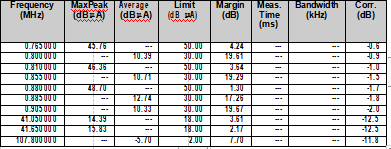 Frequency (MHz) MaxPeak (dBµA) Average (dBµA) Limit (dBµA) Margin (dB) Meas. Time (ms) Bandwidth (kHz) Corr. (dB)
0.765000 45.76 --- 50.00 4.24 --- --- -0.6
0.800000 --- 10.39 30.00 19.61 --- --- -0.9
0.810000 46.36 --- 50.00 3.64 --- --- -1.0
0.855000 --- 10.71 30.00 19.29 --- --- -1.5
0.880000 48.70 --- 50.00 1.30 --- --- -1.7
0.885000 --- 12.74 30.00 17.26 --- --- -1.8
0.905000 --- 10.33 30.00 19.67 --- --- -2.0
41.050000 14.39 --- 18.00 3.61 --- --- -12.5
41.650000 15.83 --- 18.00 2.17 --- --- -12.5
107.800000 --- -5.70 2.00 7.70 --- --- -11.8